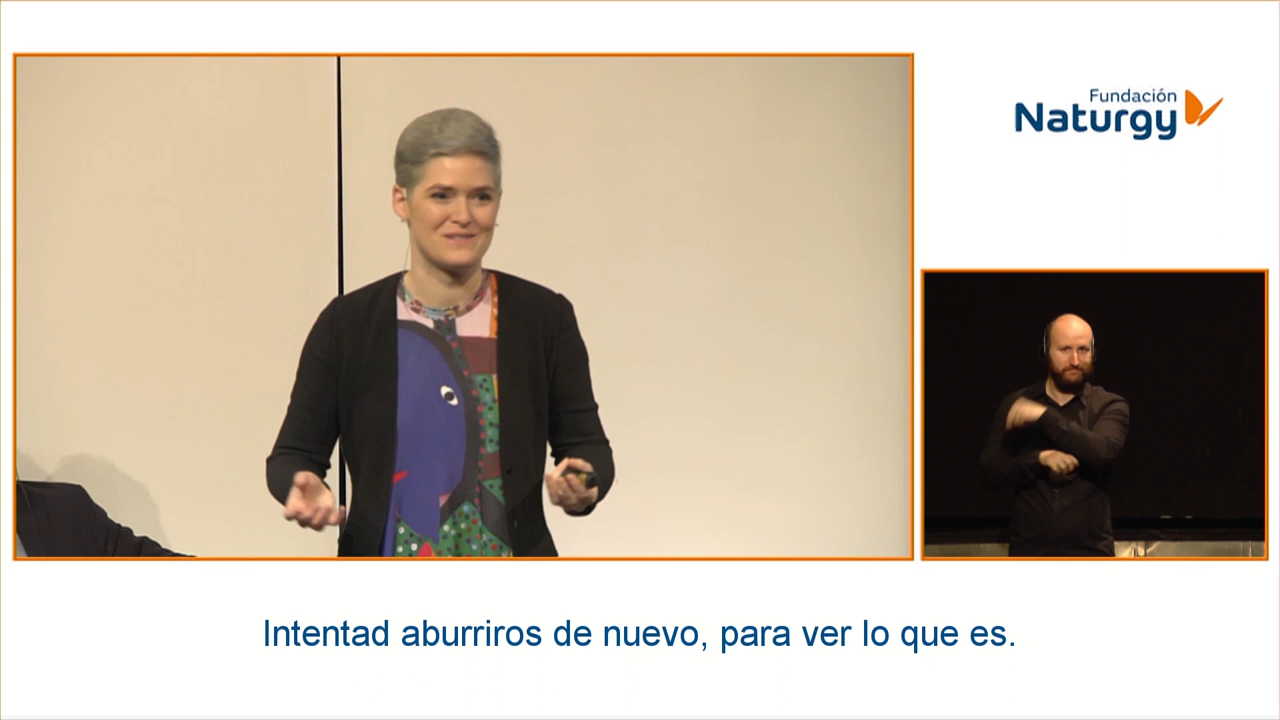 Fundación
Naturgy
Intentad aburriros de nuevo, para ver lo que es.